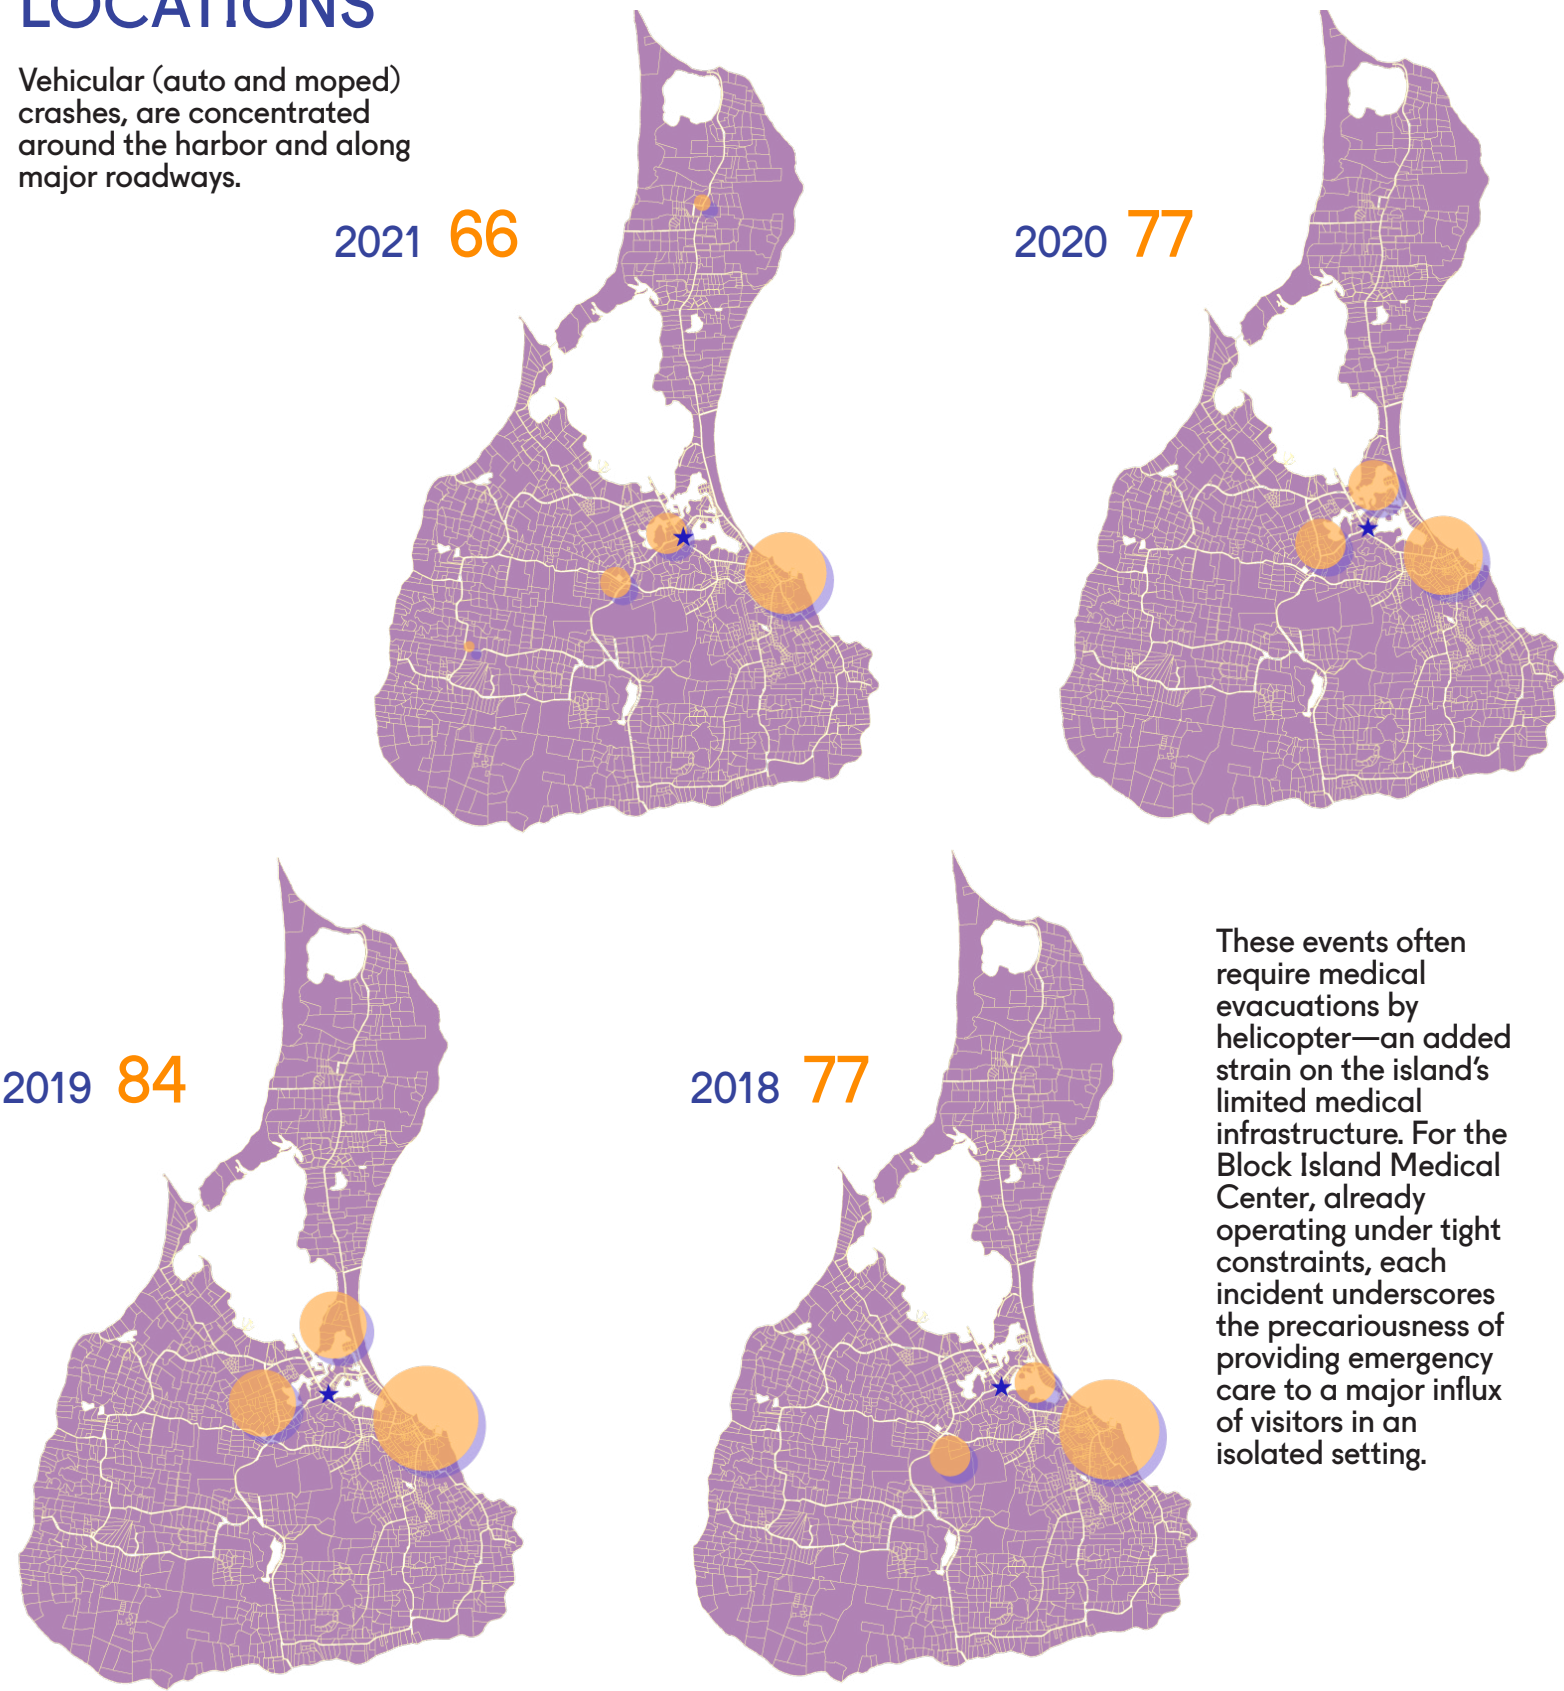 LOCATIONS
Vehicular (auto and moped)
crashes, are concentrated
around the harbor and along
major roadways.
2021 66
2020 77
2019 84
2018 77
These events often
require medical
evacuations by
helicopter—an added
strain on the island's
limited medical
infrastructure. For the
Block Island Medical
Center, already
operating under tight
constraints, each
incident underscores
the precariousness of
providing emergency
care to a major influx
of visitors in an
isolated setting.